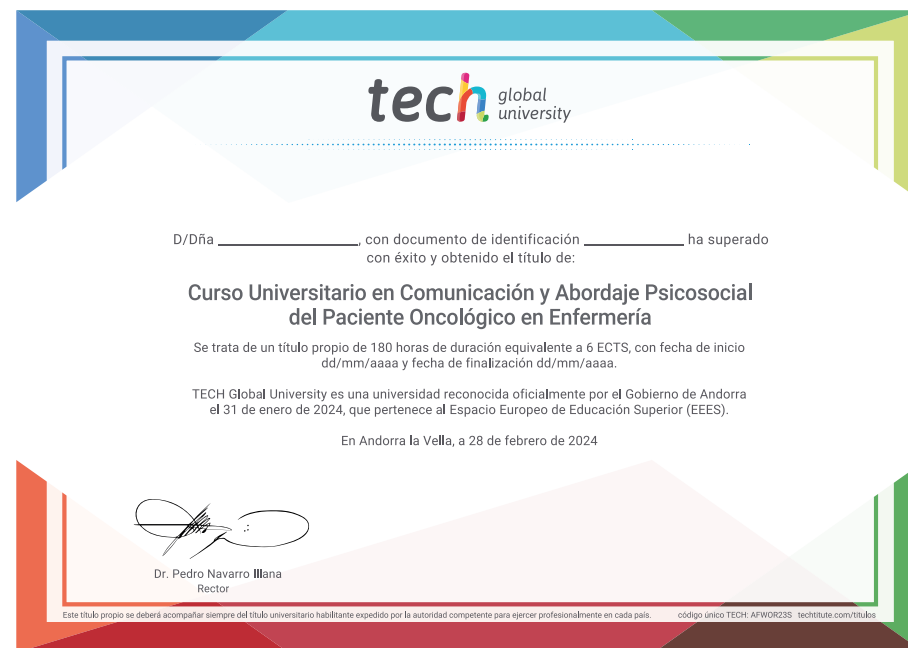 tech global university
D/Dña ____________________, con documento de identificación ______________ ha superado
con éxito y obtenido el título de:
Curso Universitario en Comunicación y Abordaje Psicosocial
del Paciente Oncológico en Enfermería
Se trata de un título propio de 180 horas de duración equivalente a 6 ECTS, con fecha de inicio
dd/mm/aaaa y fecha de finalización dd/mm/aaaa.
TECH Global University es una universidad reconocida oficialmente por el Gobierno de Andorra
el 31 de enero de 2024, que pertenece al Espacio Europeo de Educación Superior (EEES).
En Andorra la Vella, a 28 de febrero de 2024
Dr. Pedro Navarro Illana
Rector
Este título propio se deberá acompañar siempre del título universitario habilitante expedido por la autoridad competente para ejercer profesionalmente en cada país. código único TECH: AFWOR23S techtitute.com/titulos